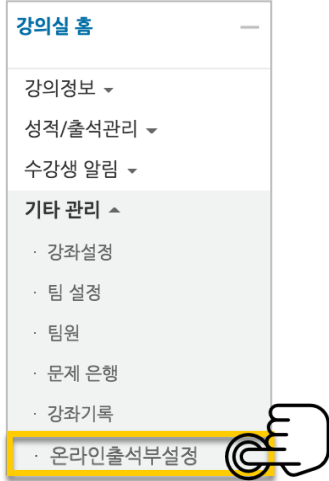 강의실 홈
강의정보
성적/출석관리
수강생 알림
기타 관리
· 강좌설정
· 팀 설정
· 팀원
· 문제 은행
· 강좌기록
· 온라인출석부설정